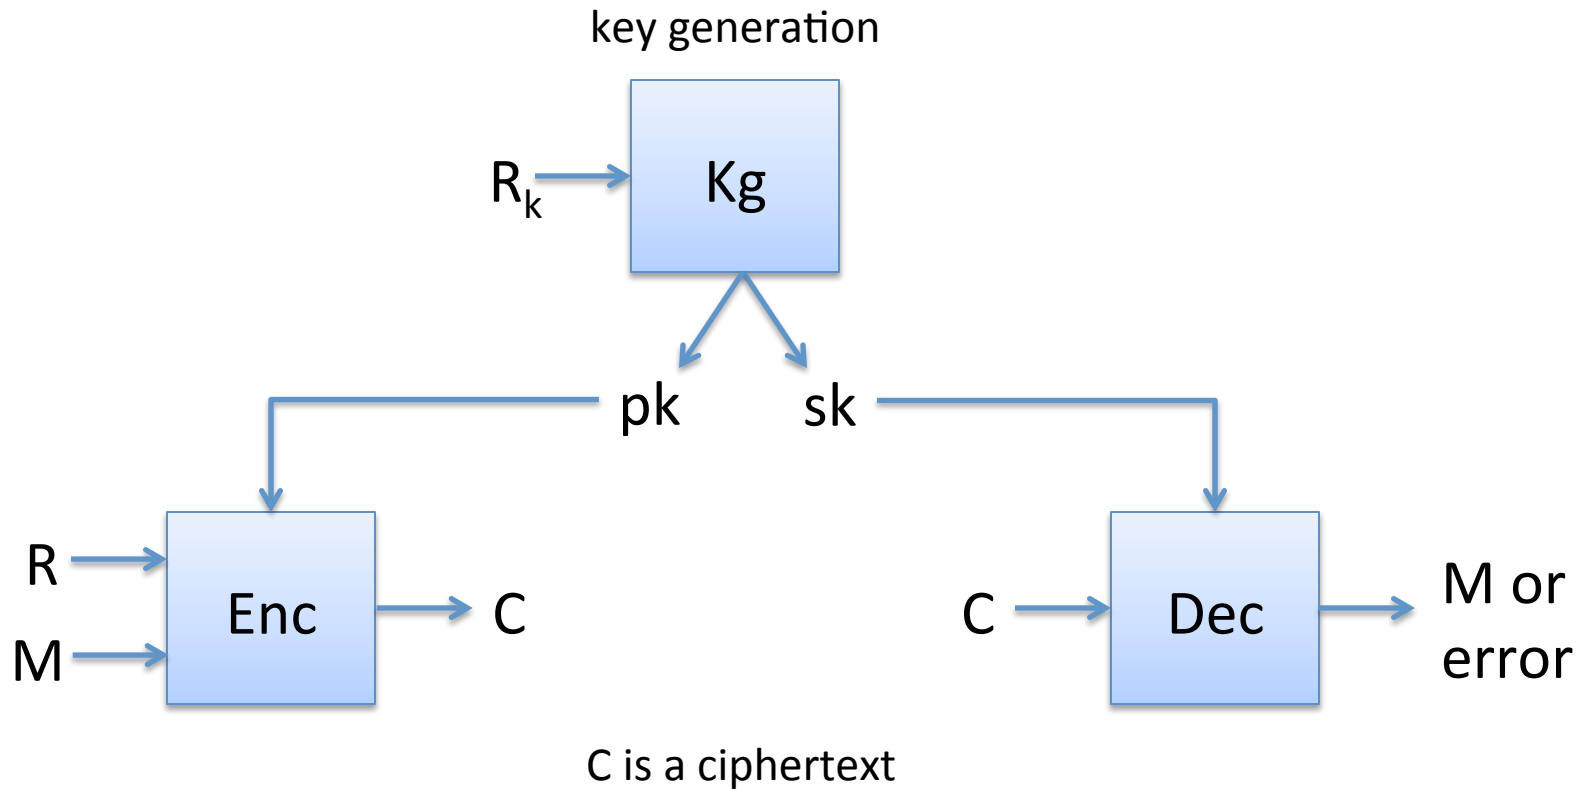 key generation
Rk
Kg
pk
sk
R
M
Enc
C
C
Dec
M or
error
C is a ciphertext